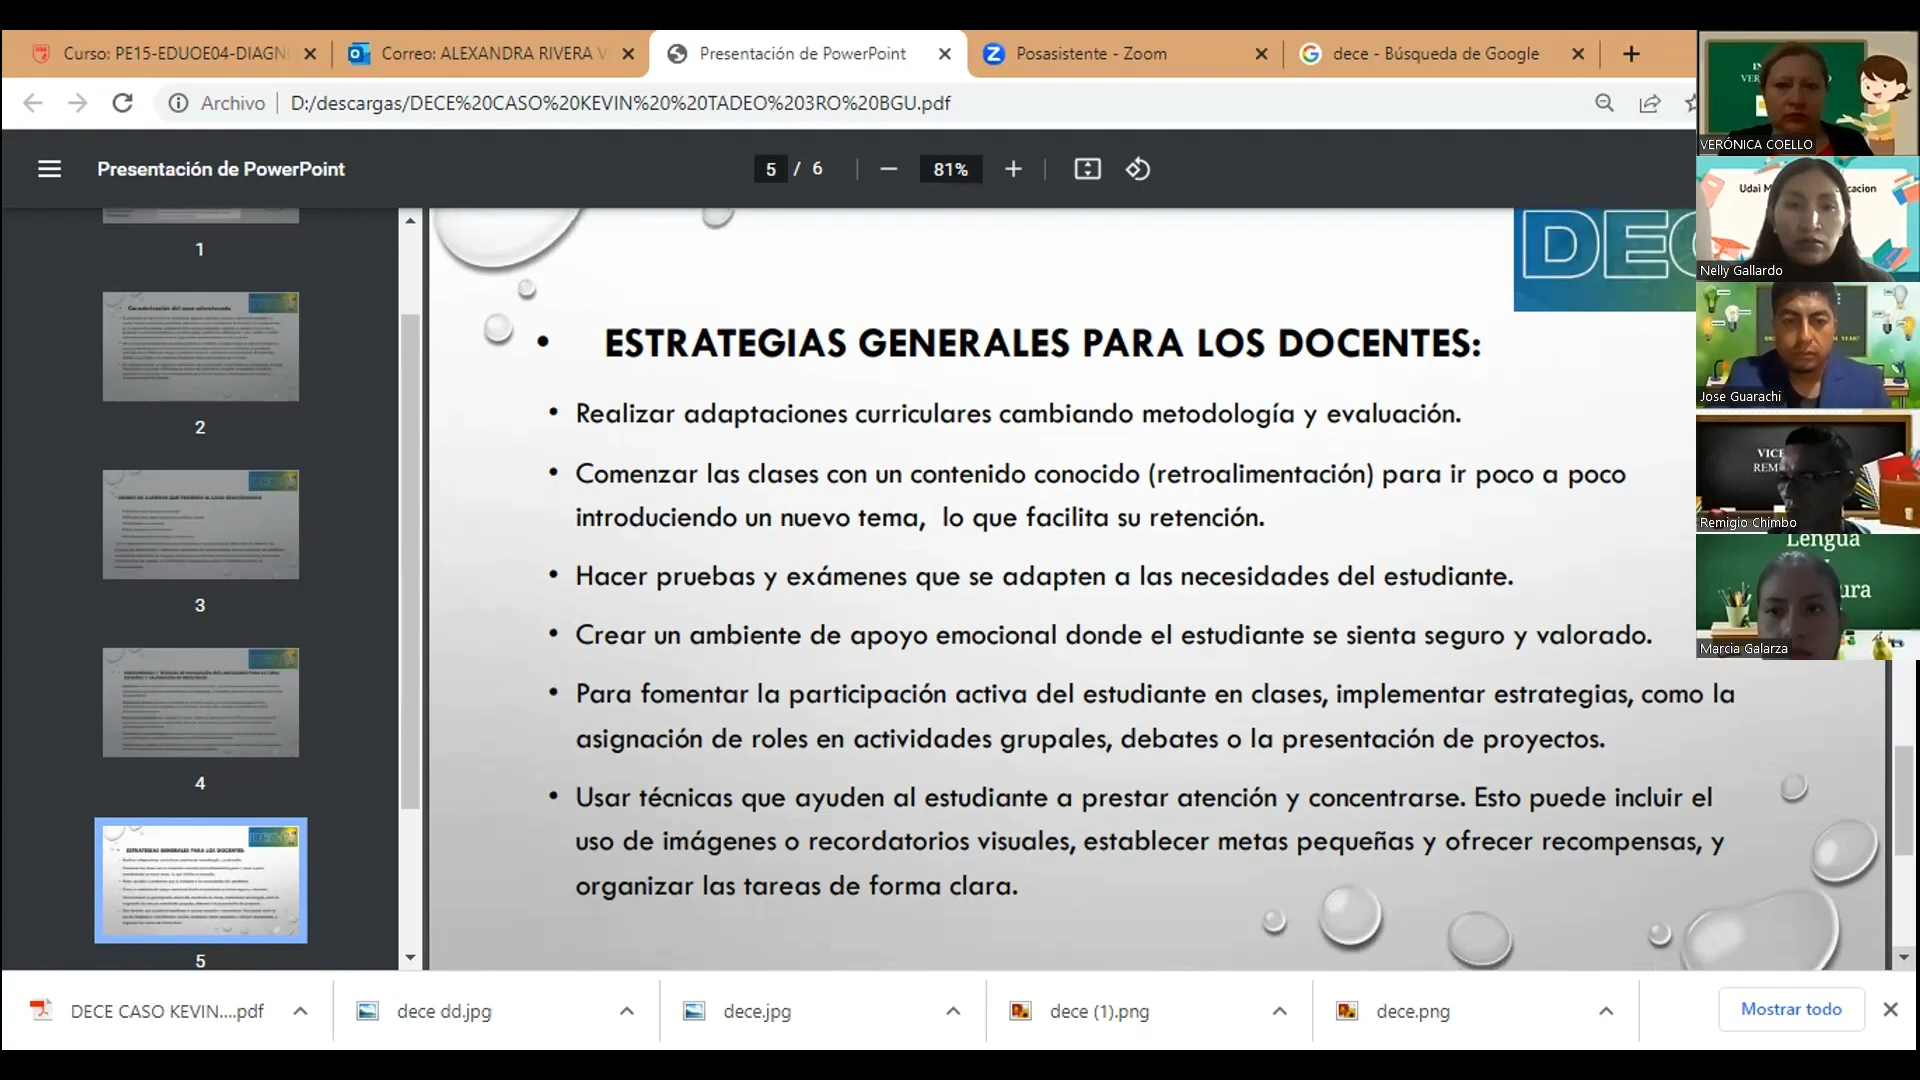 Curso: PE15-EDUOE04-DIAGN
Correo: ALEXANDRA RIVERA V
Presentación de PowerPoint
Posasistente - Zoom
dece - Búsqueda de Google
Archivo
D:/descargas/DECE%20CASO%20KEVIN%20%20TADEO%203RO%20BGU.pdf
Presentación de PowerPoint
5 / 6
81%
1
2
3
4
5
DEC
• ESTRATEGIAS GENERALES PARA LOS DOCENTES:
• Realizar adaptaciones curriculares cambiando metodología y evaluación.
• Comenzar las clases con un contenido conocido (retroalimentación) para ir poco a poco
introduciendo un nuevo tema, lo que facilita su retención.
• Hacer pruebas y exámenes que se adapten a las necesidades del estudiante.
• Crear un ambiente de apoyo emocional donde el estudiante se sienta seguro y valorado.
• Para fomentar la participación activa del estudiante en clases, implementar estrategias, como la
asignación de roles en actividades grupales, debates o la presentación de proyectos.
• Usar técnicas que ayuden al estudiante a prestar atención y concentrarse. Esto puede incluir el
uso de imágenes o recordatorios visuales, establecer metas pequeñas y ofrecer recompensas, y
organizar las tareas de forma clara.
VERÓNICA COELLO
Udai M cacion
Nelly Gallardo
Jose Guarachi
VICE
REM
Remigio Chimbo
Lengua
ura
Marcia Galarza
DECE CASO KEVIN....pdf
dece dd.jpg
dece.jpg
dece (1).png
dece.png
Mostrar todo